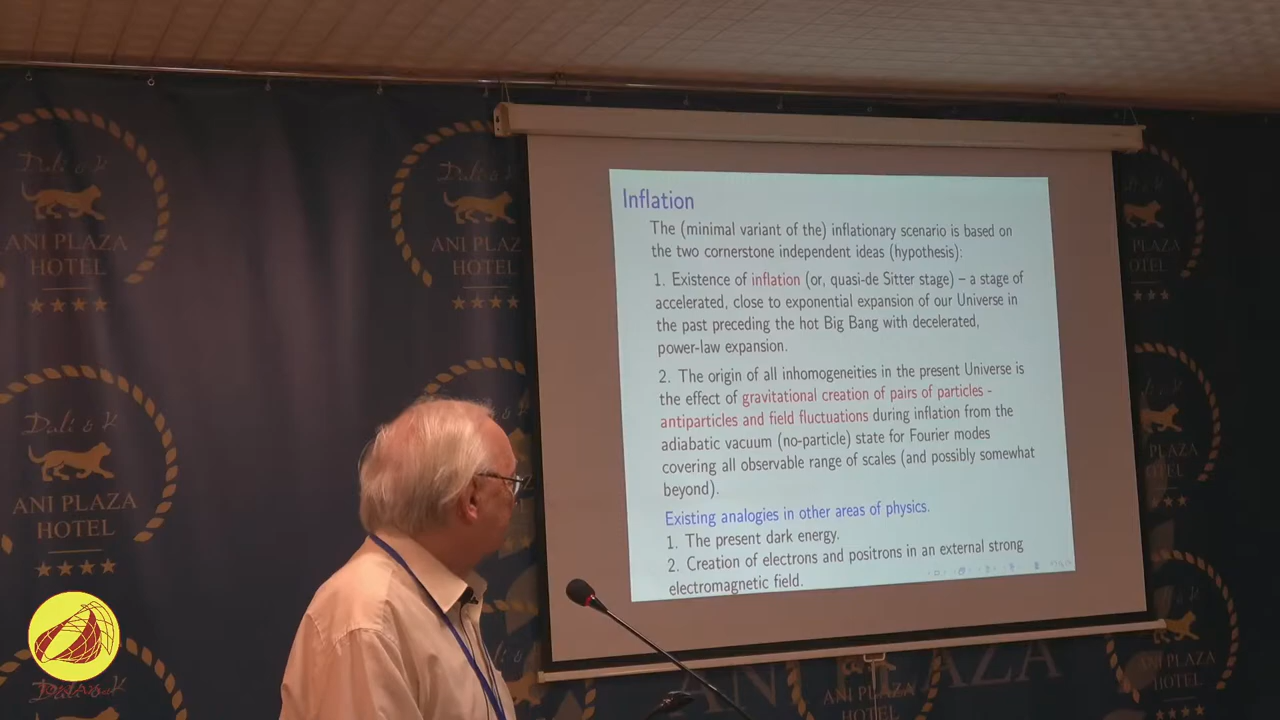 Inflation
The (minimal variant of the) inflationary scenario is based on
the two cornerstone independent ideas (hypothesis):
1. Existence of inflation (or, quasi-de Sitter stage) – a stage of
accelerated, close to exponential expansion of our Universe in
the past preceding the hot Big Bang with decelerated,
power-law expansion.
2. The origin of all inhomogeneities in the present Universe is
the effect of gravitational creation of pairs of particles -
antiparticles and field fluctuations during inflation from the
adiabatic vacuum (no-particle) state for Fourier modes
covering all observable range of scales (and possibly somewhat
beyond).
Existing analogies in other areas of physics.
1. The present dark energy.
2. Creation of electrons and positrons in an external strong
electromagnetic field.
ANI PLAZA
HOTEL
ANI PLAZA
HOTEL
ANI PLAZA
HOTEL
ANI PLAZA
ANI PLAZA
HOTEL